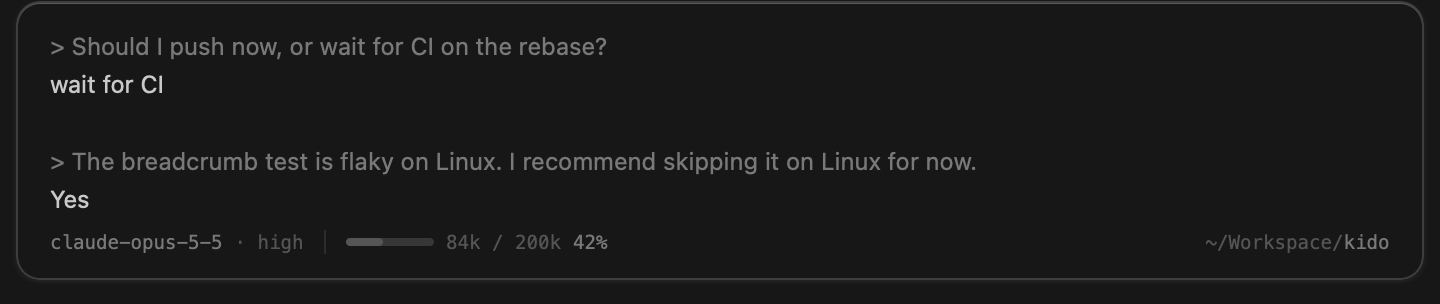 > Should I push now, or wait for CI on the rebase?
wait for CI
> The breadcrumb test is flaky on Linux. I recommend skipping it on Linux for now.
Yes
claude-opus-5-5 · high | 84k / 200k 42% ~/Workspace/kido